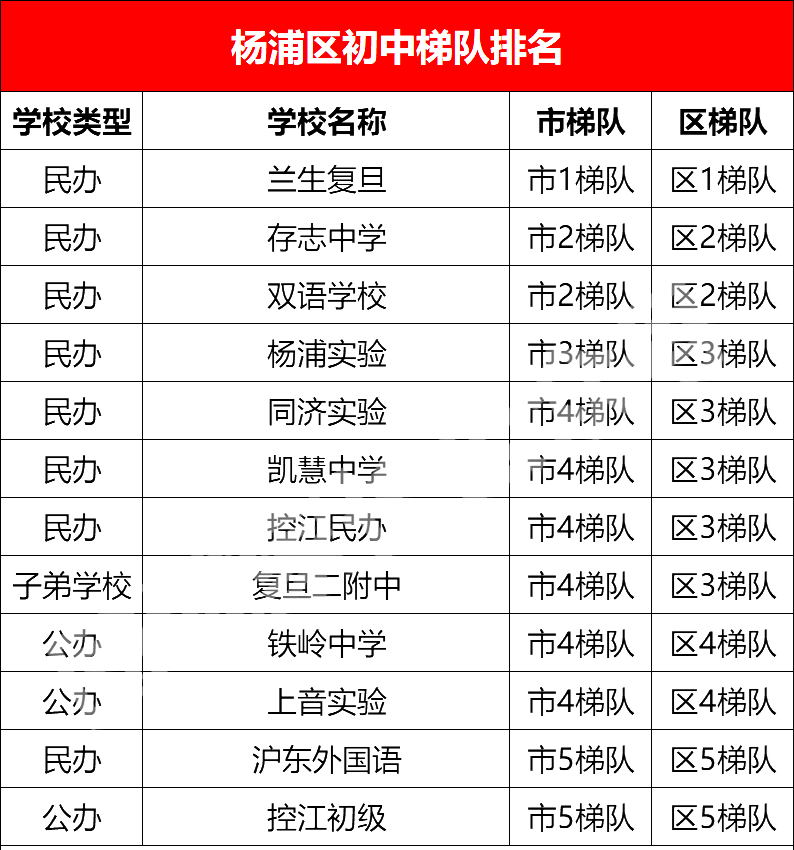 杨浦区初中梯队排名
学校类型 学校名称 市梯队 区梯队
民办 兰生复旦 市1梯队 区1梯队
民办 存志中学 市2梯队 区2梯队
民办 双语学校 市2梯队 区2梯队
民办 杨浦实验 市3梯队 区3梯队
民办 同济实验 市4梯队 区3梯队
民办 凯慧中学 市4梯队 区3梯队
民办 控江民办 市4梯队 区3梯队
子弟学校 复旦二附中 市4梯队 区3梯队
公办 铁岭中学 市4梯队 区4梯队
公办 上音实验 市4梯队 区4梯队
民办 沪东外国语 市5梯队 区5梯队
公办 控江初级 市5梯队 区5梯队